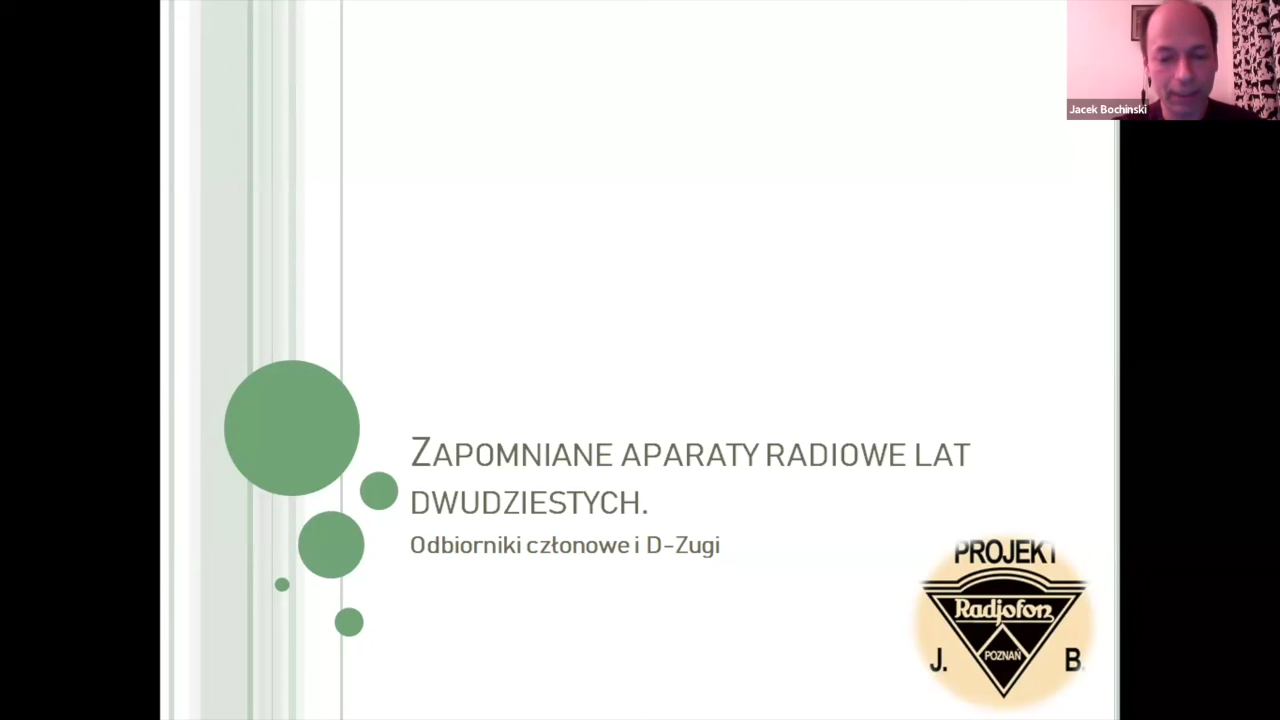 Jacek Bochinski
ZAPOMNIANE APARATY RADIOWE LAT
DWUDZIESTYCH.
Odbiorniki członowe i D-Zugi
PROJEKT
Radjofon
POZNAŃ
J. B.